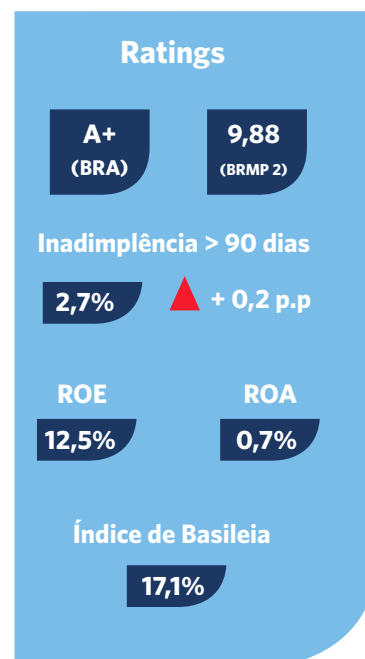 Ratings
A+
(BRA)
9,88
(BRMP 2)
Inadimplência > 90 dias
2,7%
+ 0,2 p.p
ROE
ROA
12,5%
0,7%
Índice de Basileia
17,1%